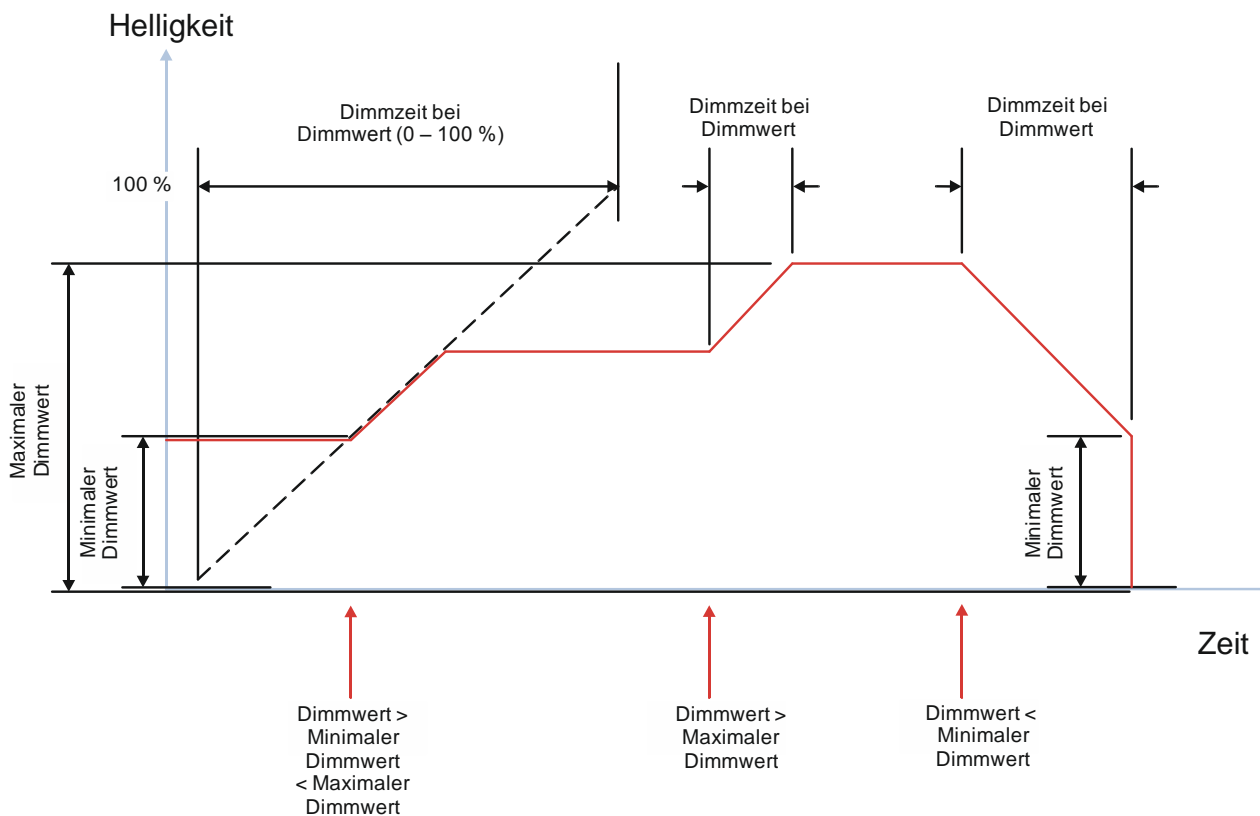 Helligkeit
Dimmzeit bei
Dimmwert (0 – 100 %)
Dimmzeit bei
Dimmwert
Dimmzeit bei
Dimmwert
100 %
Maximaler
Dimmwert
Minimaler
Dimmwert
Minimaler
Dimmwert
Zeit
Dimmwert >
Minimaler
Dimmwert
< Maximaler
Dimmwert
Dimmwert >
Maximaler
Dimmwert
Dimmwert <
Minimaler
Dimmwert